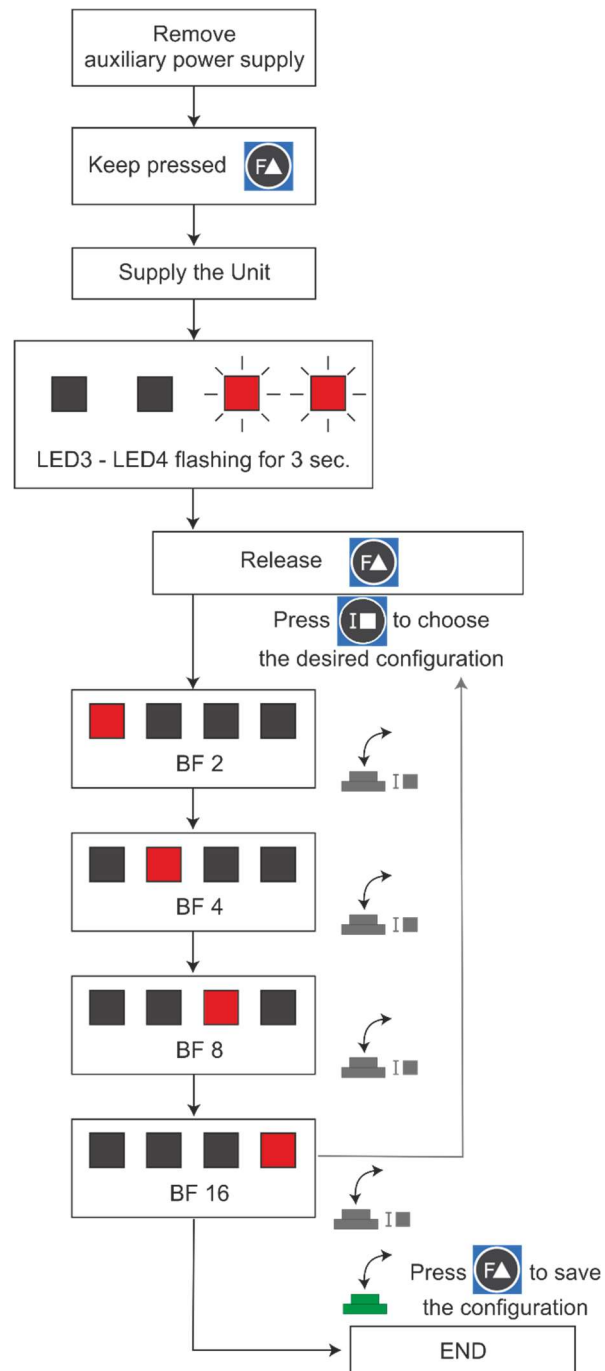 Remove
auxiliary power supply
Keep pressed F▲
Supply the Unit
LED3 - LED4 flashing for 3 sec.
Release F▲
Press I■ to choose
the desired configuration
BF 2
I■
BF 4
I■
BF 8
I■
BF 16
I■
Press F▲ to save
the configuration
END